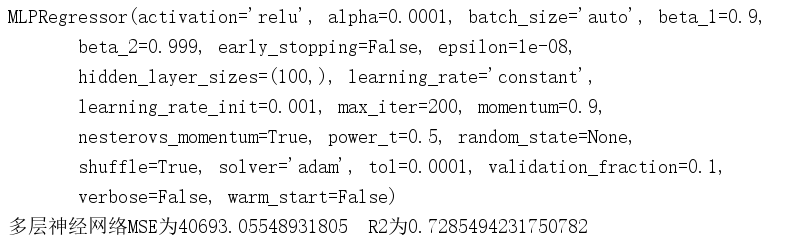 MLPRegressor(activation='relu', alpha=0.0001, batch_size='auto', beta_1=0.9,
beta_2=0.999, early_stopping=False, epsilon=1e-08,
hidden_layer_sizes=(100,), learning_rate='constant',
learning_rate_init=0.001, max_iter=200, momentum=0.9,
nesterovs_momentum=True, power_t=0.5, random_state=None,
shuffle=True, solver='adam', tol=0.0001, validation_fraction=0.1,
verbose=False, warm_start=False)
多层神经网络MSE为40693.05548931805 R2为0.7285494231750782